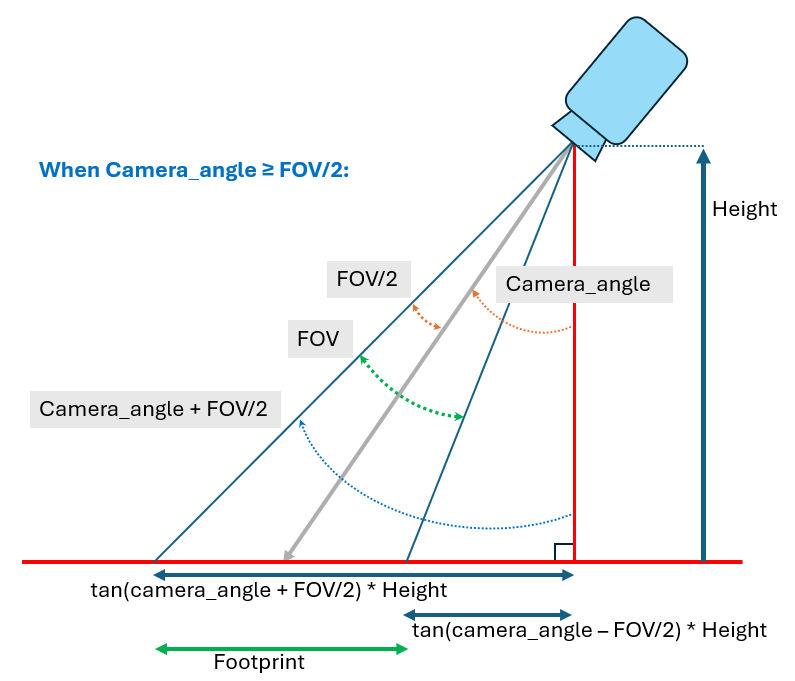 When Camera_angle ≥ FOV/2:
Height
FOV/2
Camera_angle
FOV
Camera_angle + FOV/2
tan(camera_angle + FOV/2) * Height
tan(camera_angle – FOV/2) * Height
Footprint